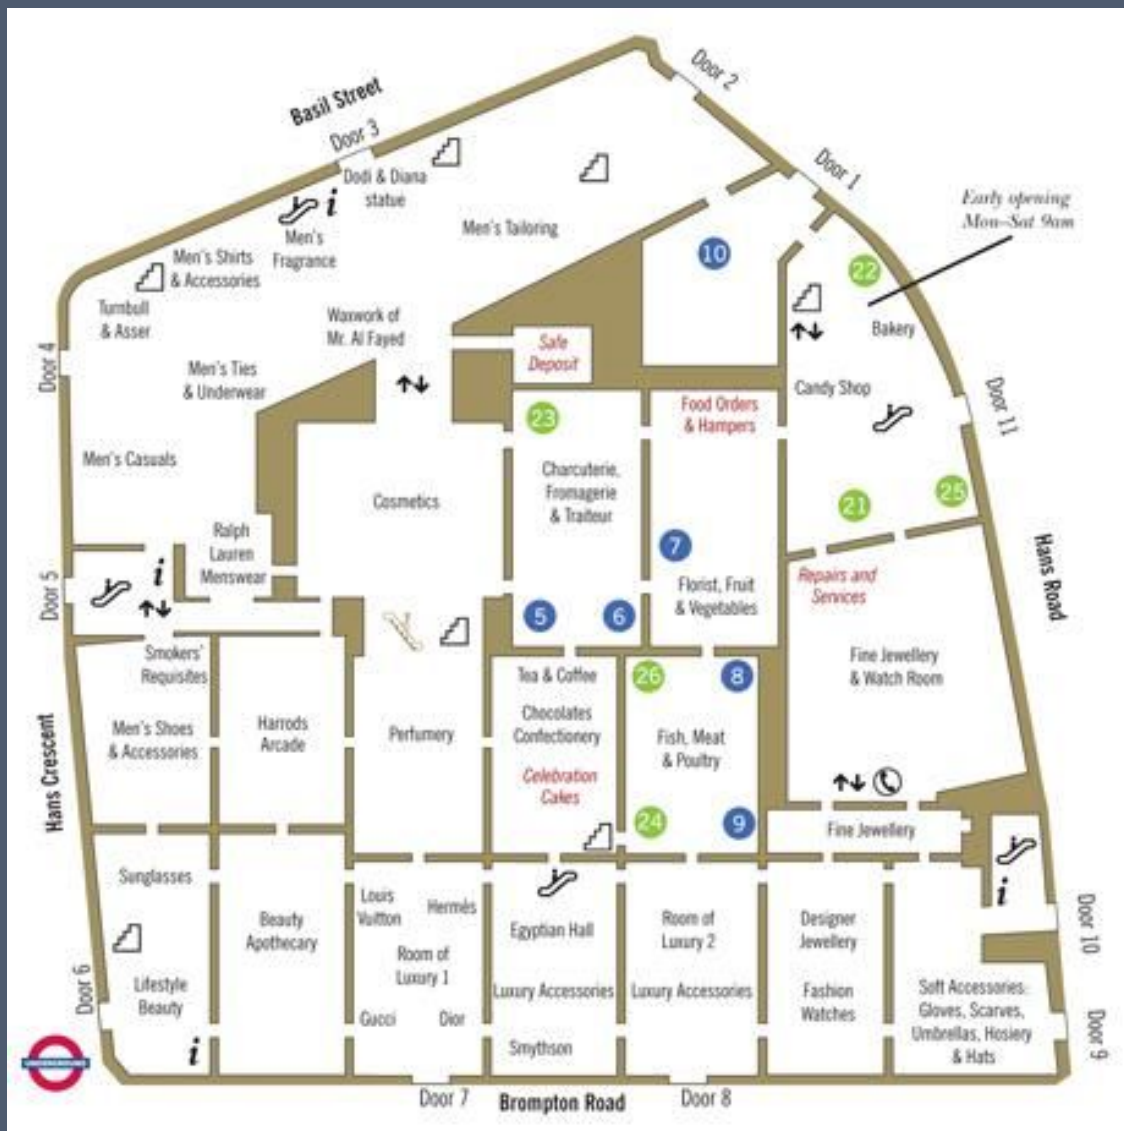 Door 2
Basil Street
Door 3
Door 1
Dodi & Diana
statue
Early opening
Mon–Sat 9am
i
Men's Tailoring
Men's
Fragrance
Men's Shirts
& Accessories
10
22
Turnbull
& Asser
Waxwork of
Mr. Al Fayed
Bakery
Safe
Deposit
Door 4
Men's Ties
& Underwear
Candy Shop
Door 11
23
Food Orders
& Hampers
Men's Casuals
Charcuterie,
Fromagerie
& Traiteur
Cosmetics
21
25
Ralph
Lauren
Menswear
7
Hans Road
Door 5
i
Repairs and
Services
Florist, Fruit
& Vegetables
5
6
Smokers'
Requisites
Tea & Coffee
26
8
Fine Jewellery
& Watch Room
Men's Shoes
& Accessories
Harrods
Arcade
Perfumery
Chocolates
Confectionery
Fish, Meat
& Poultry
Hans Crescent
Celebration
Cakes
24
9
Fine Jewellery
Sunglasses
Louis
Vuitton
Hermès
i
Beauty
Apothecary
Egyptian Hall
Room of
Luxury 2
Designer
Jewellery
Door 10
Room of
Luxury 1
Door 6
Lifestyle
Beauty
Luxury Accessories
Luxury Accessories
Fashion
Watches
Soft Accessories:
Gloves, Scarves,
Umbrellas, Hosiery
& Hats
Gucci
Dior
Door 9
i
Smythson
UNDERGROUND
Door 7
Brompton Road
Door 8